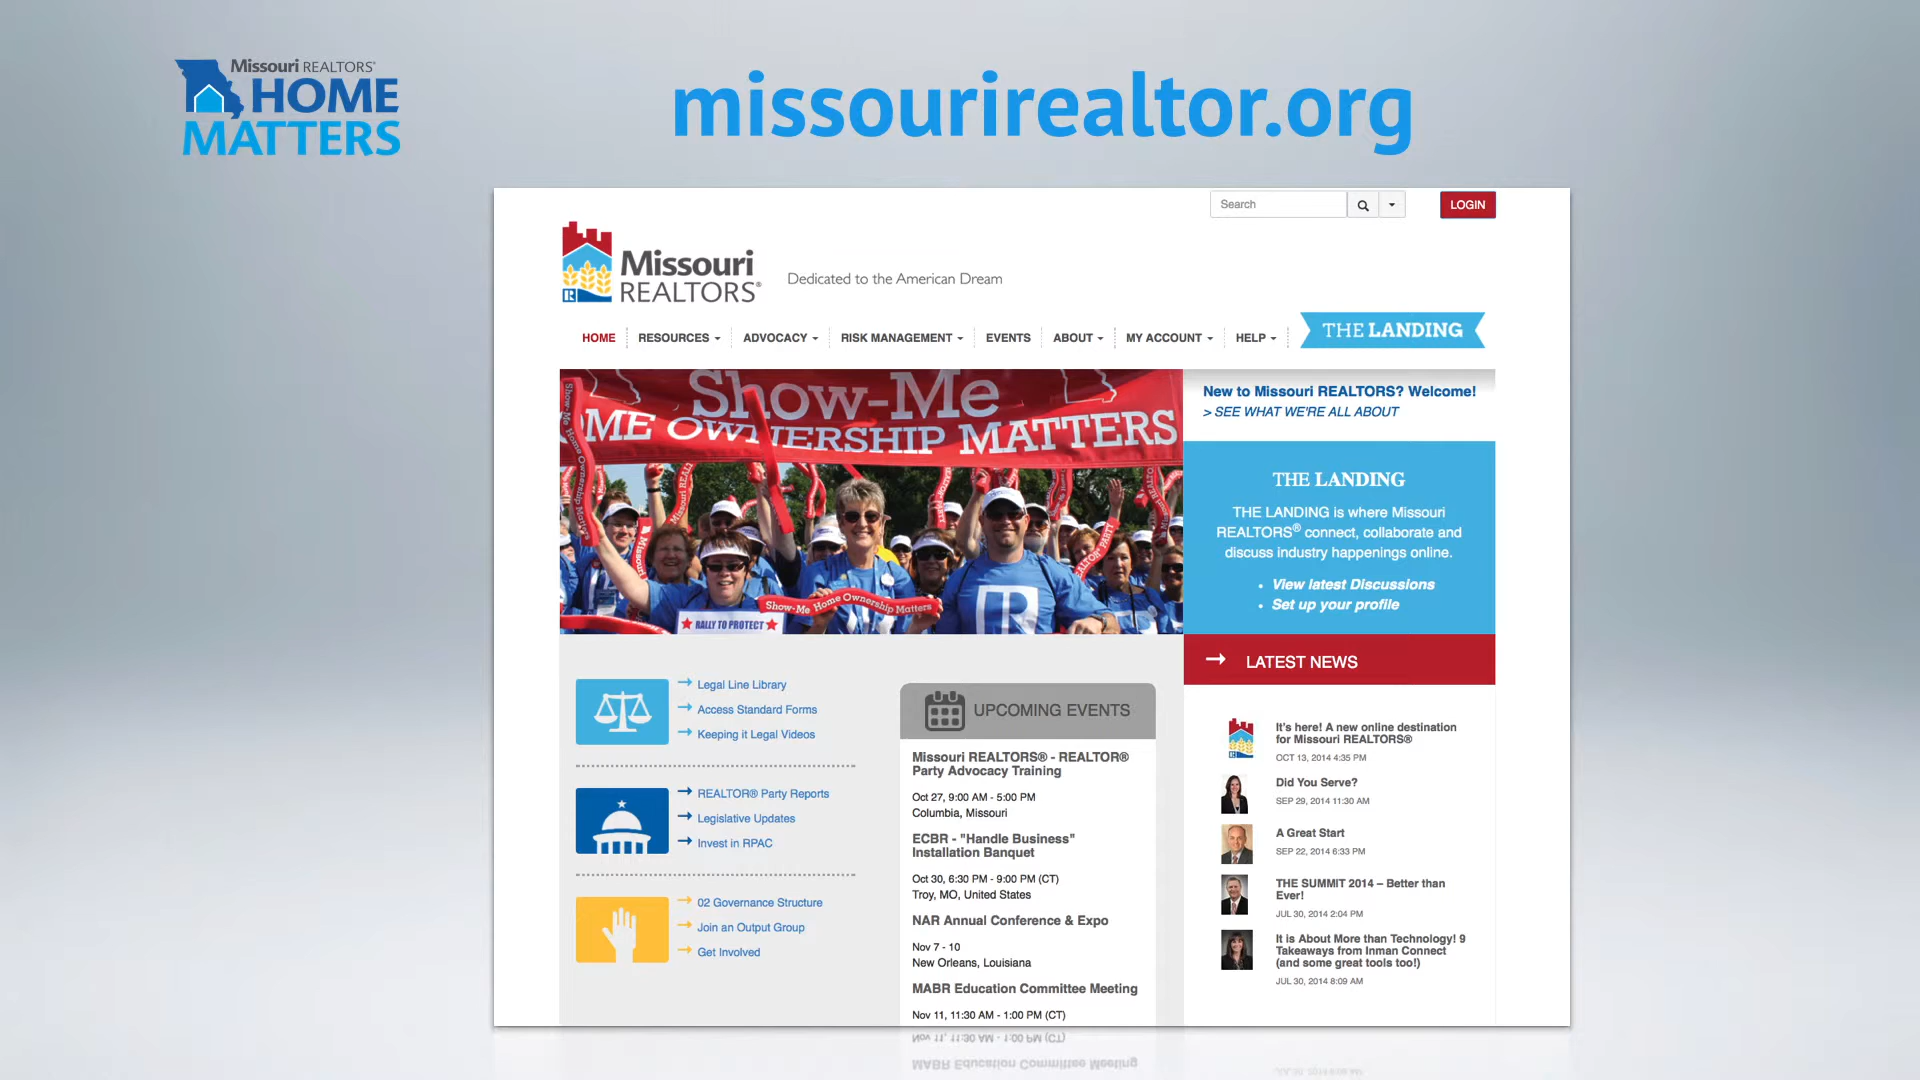 Missouri REALTORS®
HOME
MATTERS
missourirealtor.org
Search
LOGIN
Missouri
REALTORS®
Dedicated to the American Dream
HOME
RESOURCES
ADVOCACY
RISK MANAGEMENT
EVENTS
ABOUT
MY ACCOUNT
HELP
THE LANDING
Show-Me
ME OWNERSHIP MATTERS
Show-Me Home Ownership Matters
RALLY TO PROTECT
New to Missouri REALTORS? Welcome!
> SEE WHAT WE'RE ALL ABOUT
THE LANDING
THE LANDING is where Missouri
REALTORS® connect, collaborate and
discuss industry happenings online.
• View latest Discussions
• Set up your profile
LATEST NEWS
It's here! A new online destination
for Missouri REALTORS®
OCT 13, 2014 4:35 PM
Did You Serve?
SEP 29, 2014 11:30 AM
A Great Start
SEP 22, 2014 6:33 PM
THE SUMMIT 2014 – Better than
Ever!
JUL 30, 2014 2:04 PM
It is About More than Technology! 9
Takeaways from Inman Connect
(and some great tools too!)
JUL 30, 2014 8:09 AM
Legal Line Library
Access Standard Forms
Keeping it Legal Videos
REALTOR® Party Reports
Legislative Updates
Invest in RPAC
02 Governance Structure
Join an Output Group
Get Involved
UPCOMING EVENTS
Missouri REALTORS® - REALTOR®
Party Advocacy Training
Oct 27, 9:00 AM - 5:00 PM
Columbia, Missouri
ECBR - "Handle Business"
Installation Banquet
Oct 30, 6:30 PM - 9:00 PM (CT)
Troy, MO, United States
NAR Annual Conference & Expo
Nov 7 - 10
New Orleans, Louisiana
MABR Education Committee Meeting
Nov 11, 11:30 AM - 1:00 PM (CT)